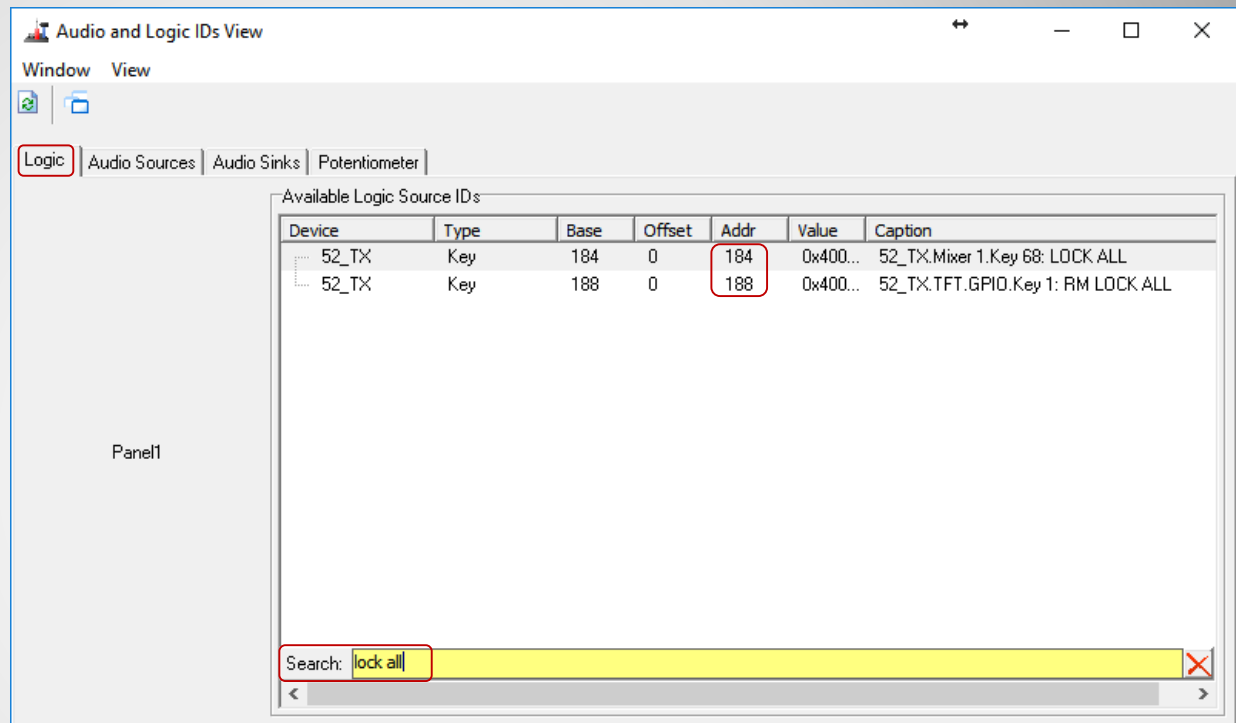 Audio and Logic IDs View
Window View
Logic Audio Sources Audio Sinks Potentiometer
Available Logic Source IDs
Device Type Base Offset Addr Value Caption
52_TX Key 184 0 184 0x400... 52_TX.Mixer 1.Key 68: LOCK ALL
52_TX Key 188 0 188 0x400... 52_TX.TFT.GPIO.Key 1: RM LOCK ALL
Panel1
Search: lock all